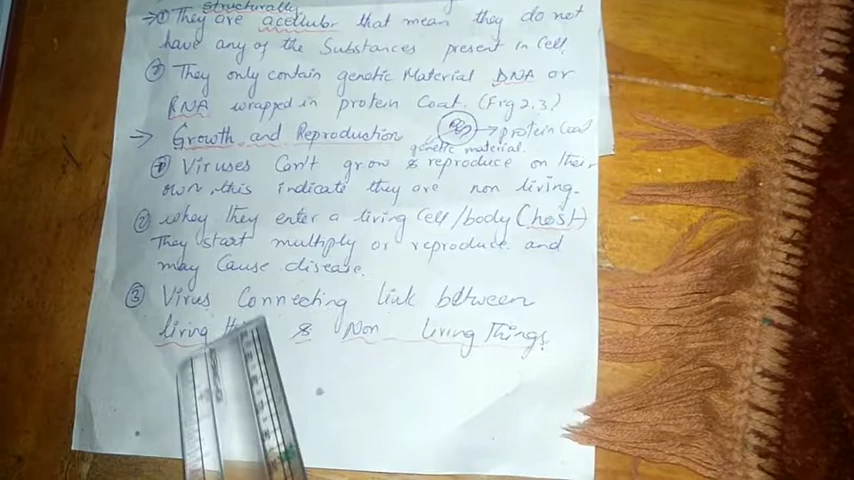 structurally
→① They are acellular that mean they do not
have any of the Substances present in Cell.
② They only contain genetic Material DNA or
RNA wrapped in protein Coat. (Frg 2.3)
→ Growth and Reproduction
→ protein Coat
genetic material.
① Viruses Can't grow & reproduce on their
own, this indicate they are non living.
② whey They enter a living Cell/body (host)
They start multiply or reproduce and
may Cause disease.
③ Virus Connecting link between
living & Non living Things.